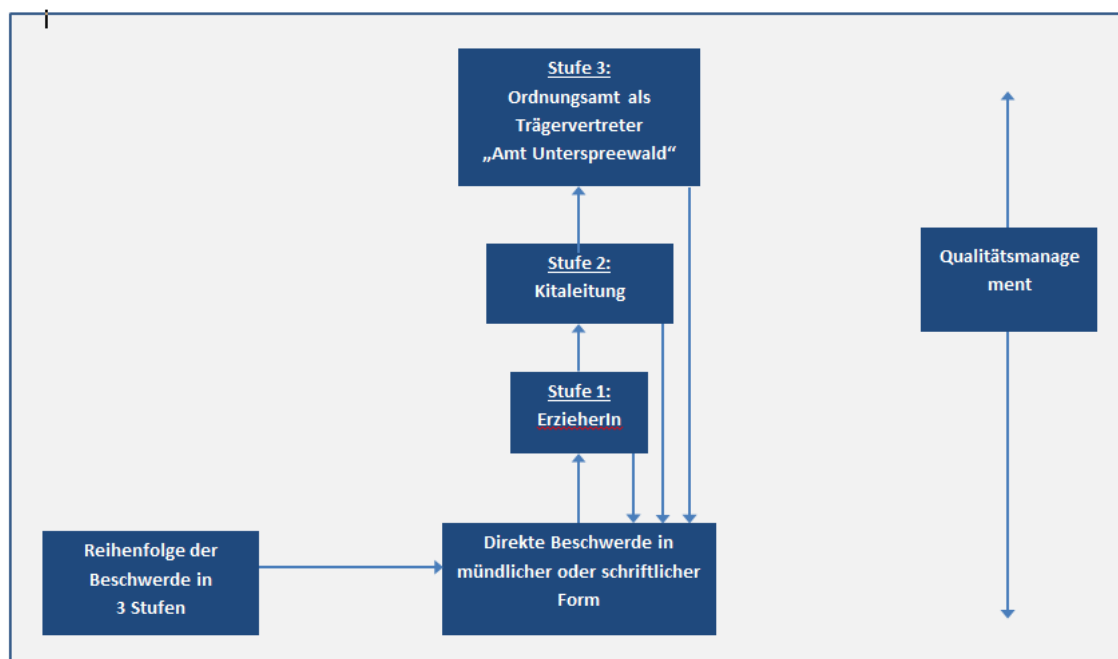 Stufe 3:
Ordnungsamt als
Trägervertreter
„Amt Unterspreewald“
Stufe 2:
Kitaleitung
Qualitätsmanage
ment
Stufe 1:
ErzieherIn
Reihenfolge der
Beschwerde in
3 Stufen
Direkte Beschwerde in
mündlicher oder schriftlicher
Form